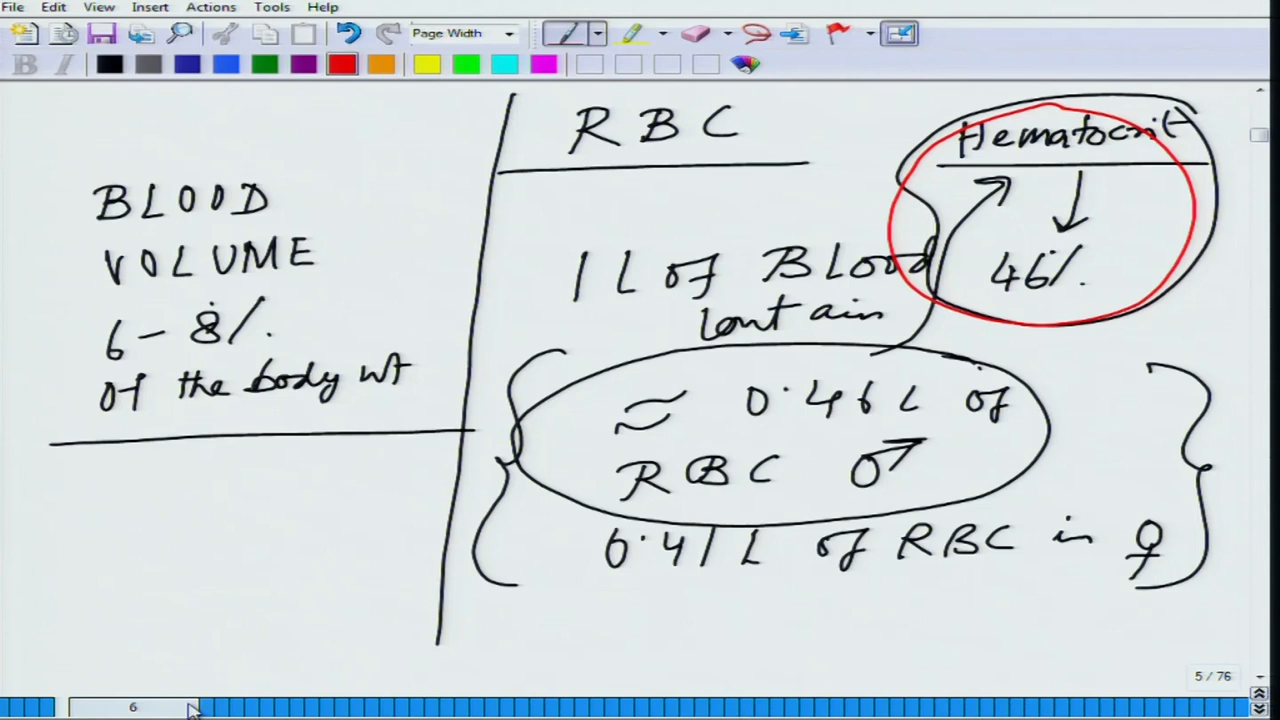 File Edit View Insert Actions Tools Help
Page Width
B I
BLOOD
VOLUME
6 - 8%.
of the body wt
RBC
1 L of BLood
contain
≈ 0.46 L of
RBC ♂
0.41 L of RBC in ♀
Hematocrit
46%.
5 / 76
6